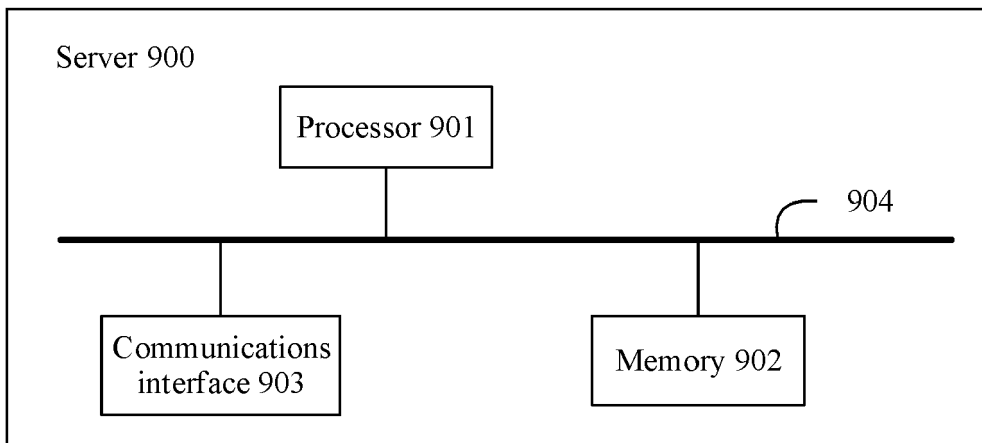 Server 900
Processor 901
904
Communications
interface 903
Memory 902